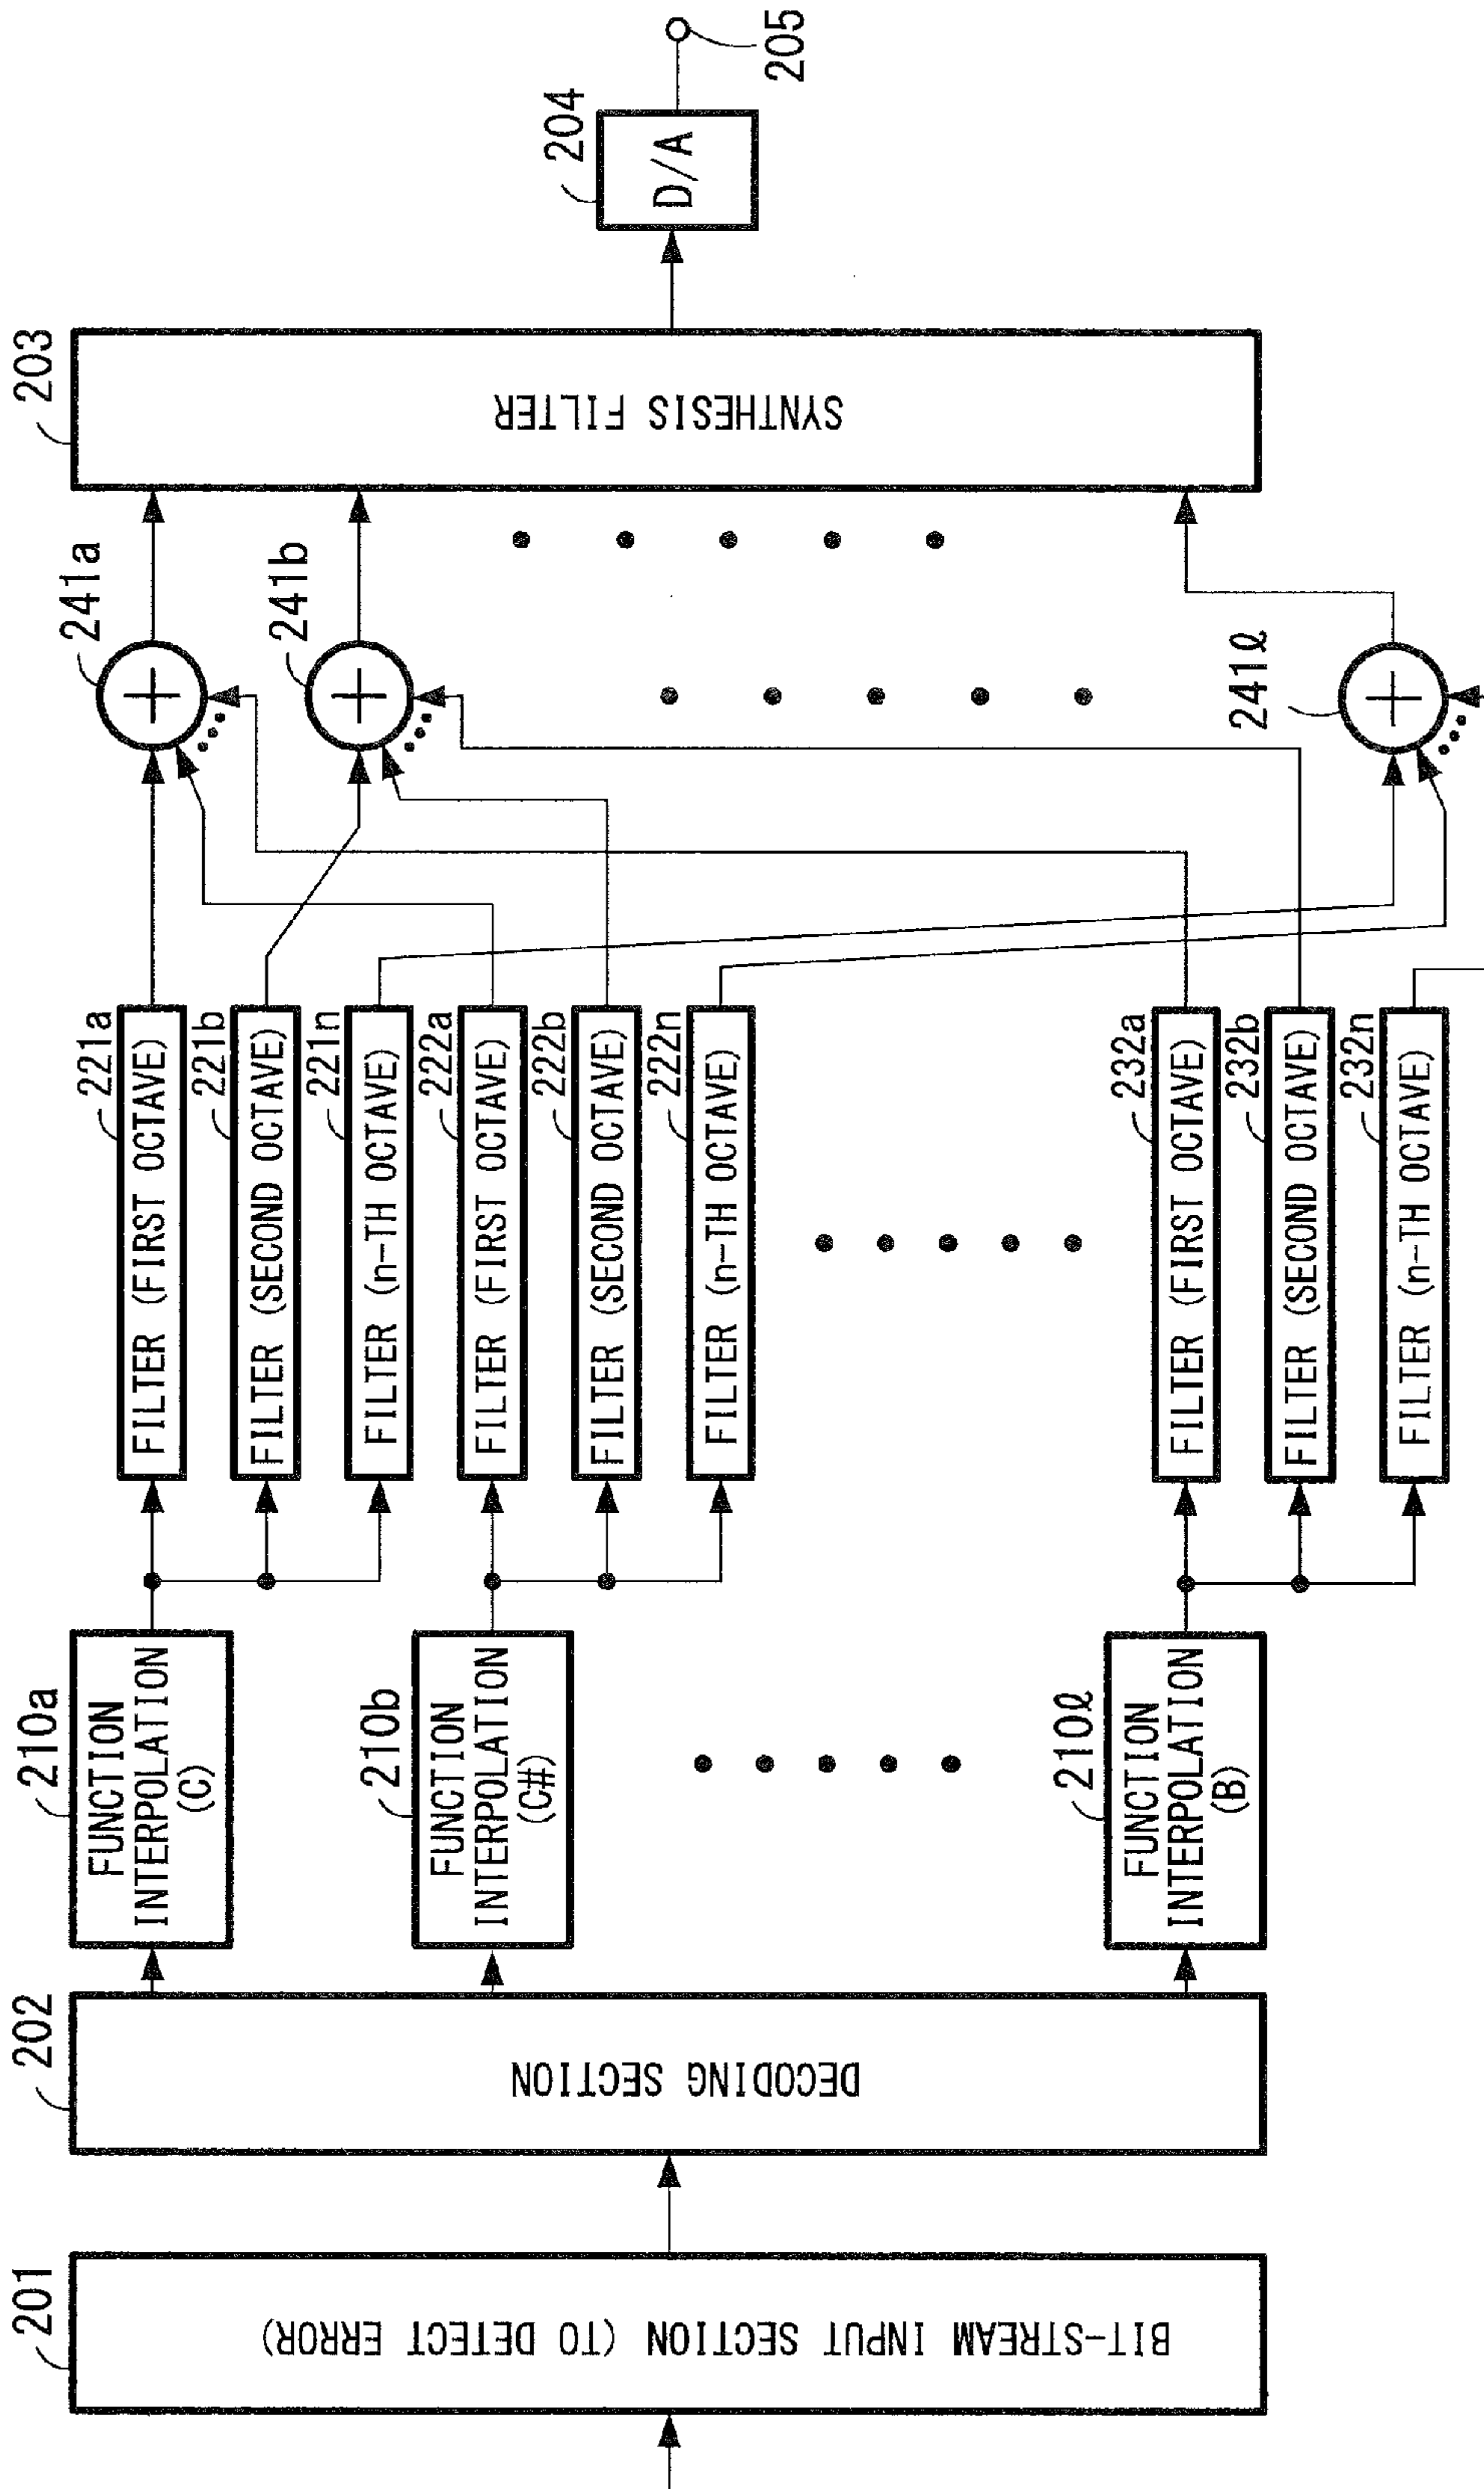 201
BIT-STREAM INPUT SECTION (TO DETECT ERROR)
202
DECODING SECTION
210a
FUNCTION
INTERPOLATION
(C)
210b
FUNCTION
INTERPOLATION
(C#)
210ℓ
FUNCTION
INTERPOLATION
(B)
221a
FILTER (FIRST OCTAVE)
221b
FILTER (SECOND OCTAVE)
221n
FILTER (n-TH OCTAVE)
222a
FILTER (FIRST OCTAVE)
222b
FILTER (SECOND OCTAVE)
222n
FILTER (n-TH OCTAVE)
232a
FILTER (FIRST OCTAVE)
232b
FILTER (SECOND OCTAVE)
232n
FILTER (n-TH OCTAVE)
241a
241b
241ℓ
203
SYNTHESIS FILTER
204
D/A
205